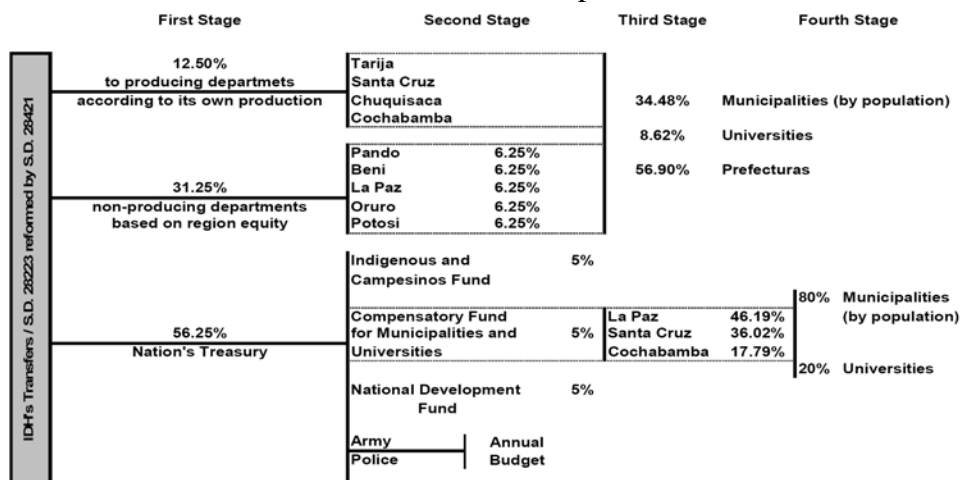 First Stage Second Stage Third Stage Fourth Stage
IDH's Transfers / S.D. 28223 reformed by S.D. 28421
12.50%
to producing departmets
according to its own production
Tarija
Santa Cruz
Chuquisaca
Cochabamba
31.25%
non-producing departments
based on region equity
Pando 6.25%
Beni 6.25%
La Paz 6.25%
Oruro 6.25%
Potosi 6.25%
34.48% Municipalities (by population)
8.62% Universities
56.90% Prefecturas
56.25%
Nation's Treasury
Indigenous and 5%
Campesinos Fund
Compensatory Fund
for Municipalities and 5%
Universities
La Paz 46.19%
Santa Cruz 36.02%
Cochabamba 17.79%
80% Municipalities
(by population)
20% Universities
National Development 5%
Fund
Army Annual
Police Budget